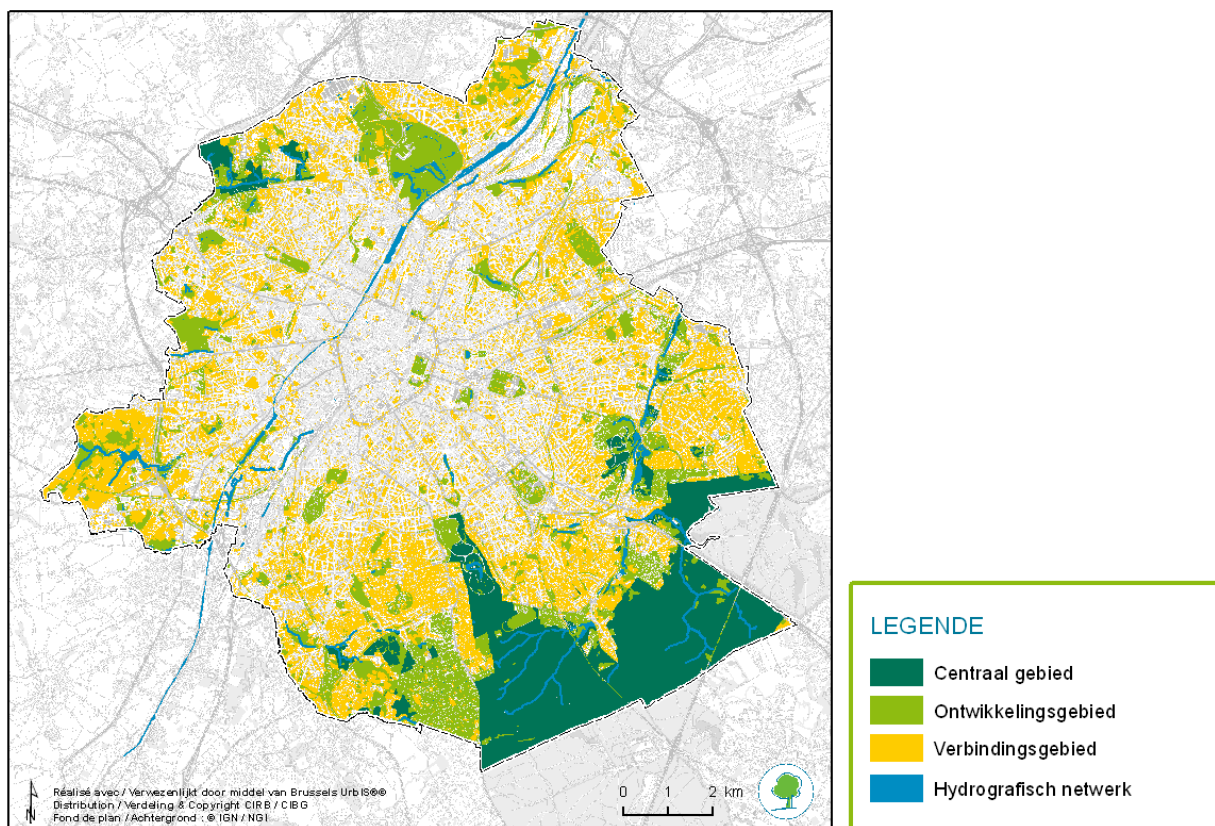 Réalisé avec / Verwezenlijkt door middel van Brussels UrbIS®®
Distribution / Verdeling & Copyright CIRB / CIBG
Fond de plan / Achtergrond : © IGN / NGI
0 1 2 km
N
LEGENDE
Centraal gebied
Ontwikkelingsgebied
Verbindingsgebied
Hydrografisch netwerk